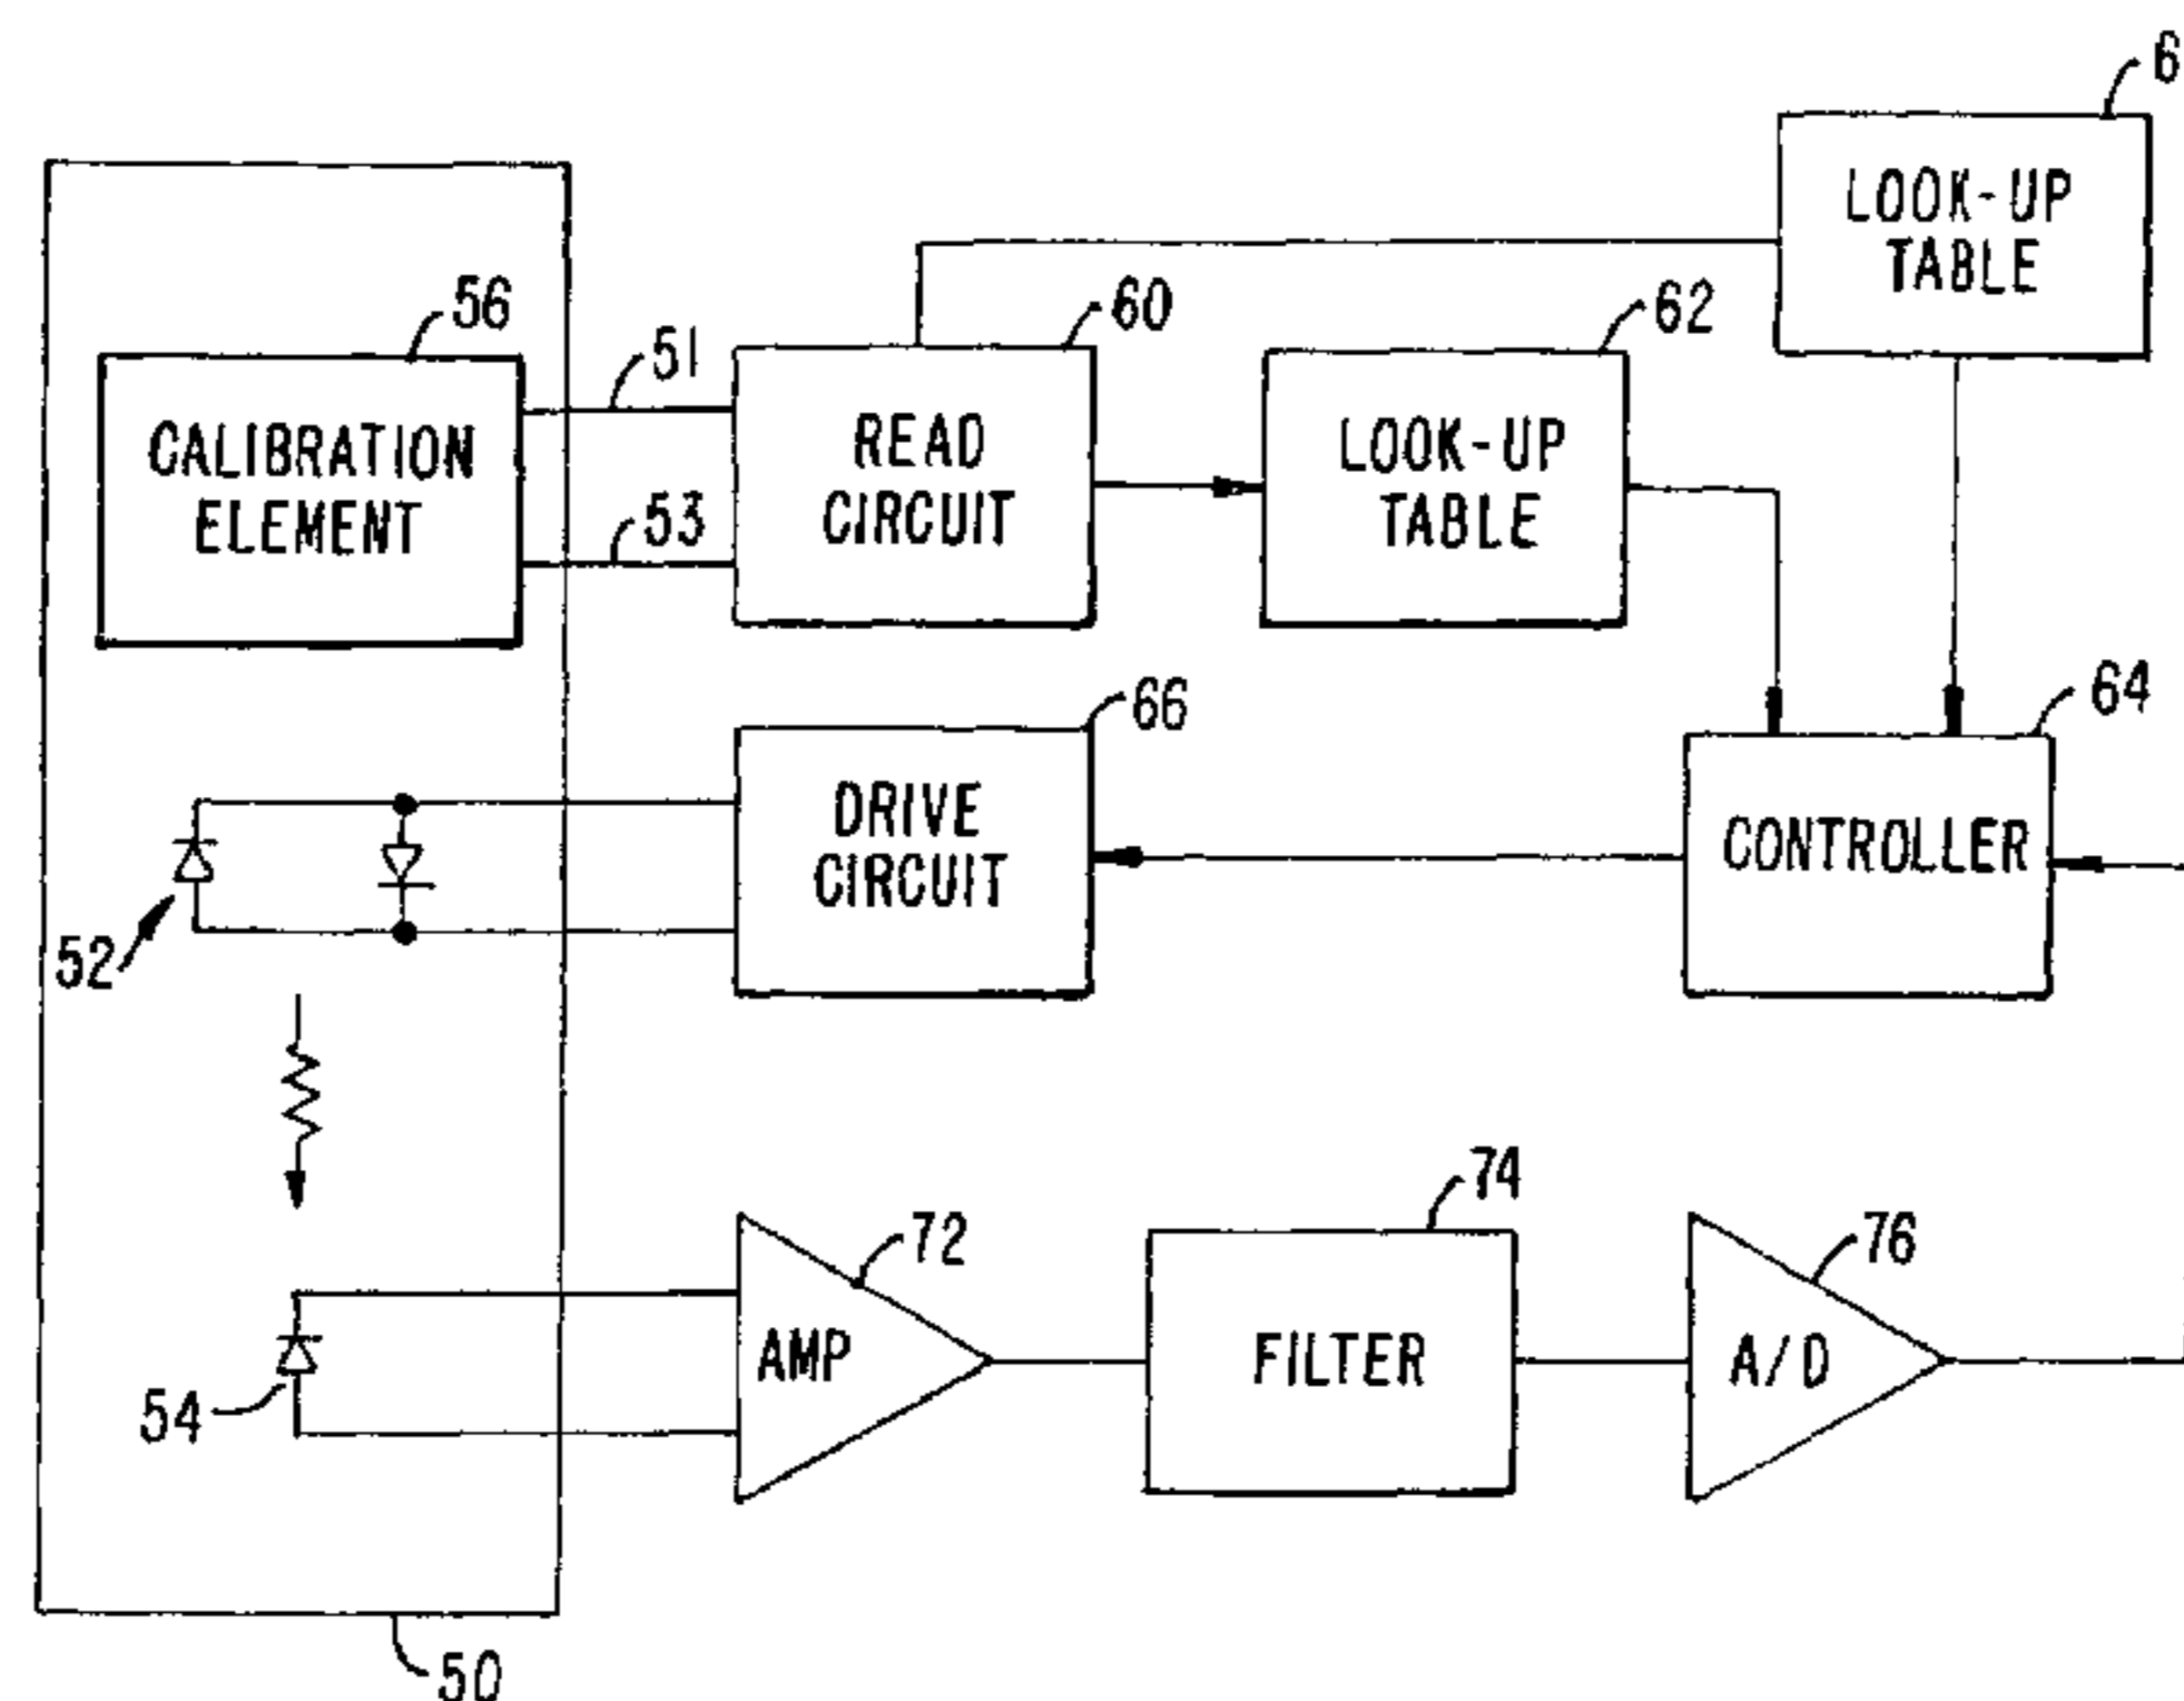 6
LOOK-UP
TABLE
56
51
60
62
CALIBRATION
ELEMENT
53
READ
CIRCUIT
LOOK-UP
TABLE
66
64
DRIVE
CIRCUIT
CONTROLLER
52
72
74
76
AMP
FILTER
A/D
54
50